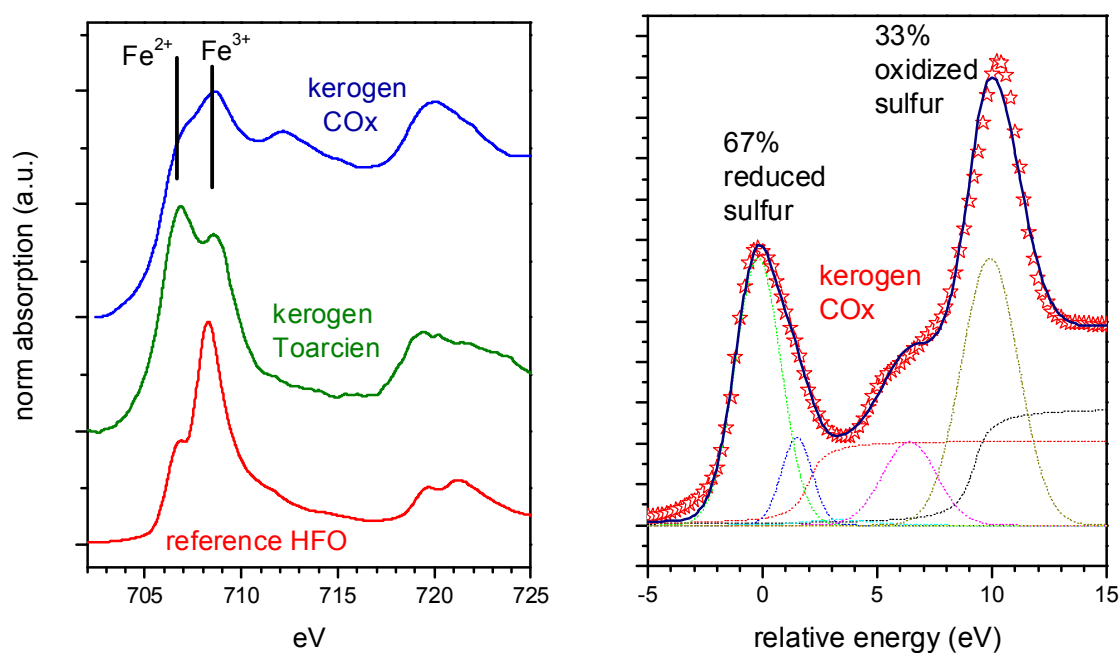 Fe2+
Fe3+
kerogen
COx
kerogen
Toarcien
reference HFO
norm absorption (a.u.)
705
710
715
720
725
eV
33%
oxidized
sulfur
67%
reduced
sulfur
kerogen
COx
-5
0
5
10
15
relative energy (eV)